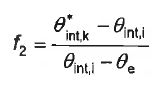 f₂ = (θ*int,k − θint,i) / (θint,i − θe)